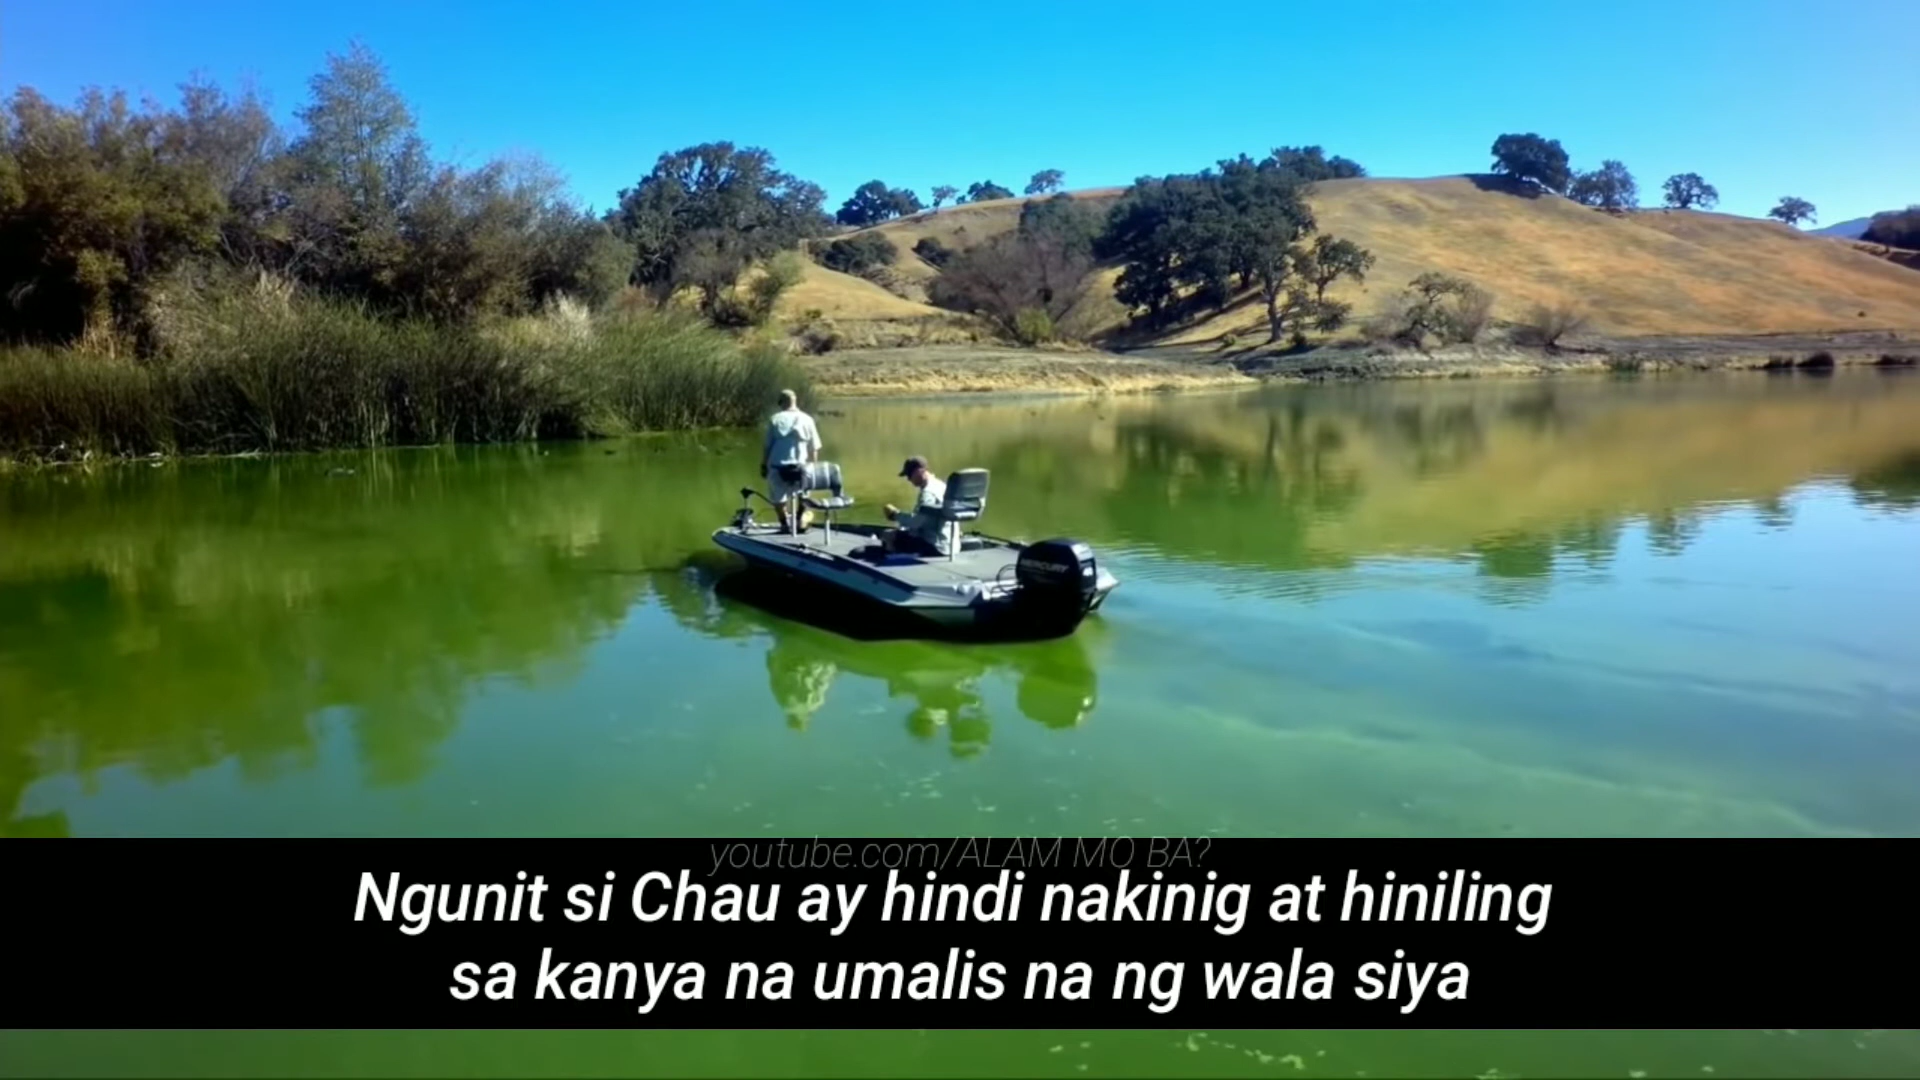 MERCURY
youtube.com/ALAM MO BA?
Ngunit si Chau ay hindi nakinig at hiniling
sa kanya na umalis na ng wala siya